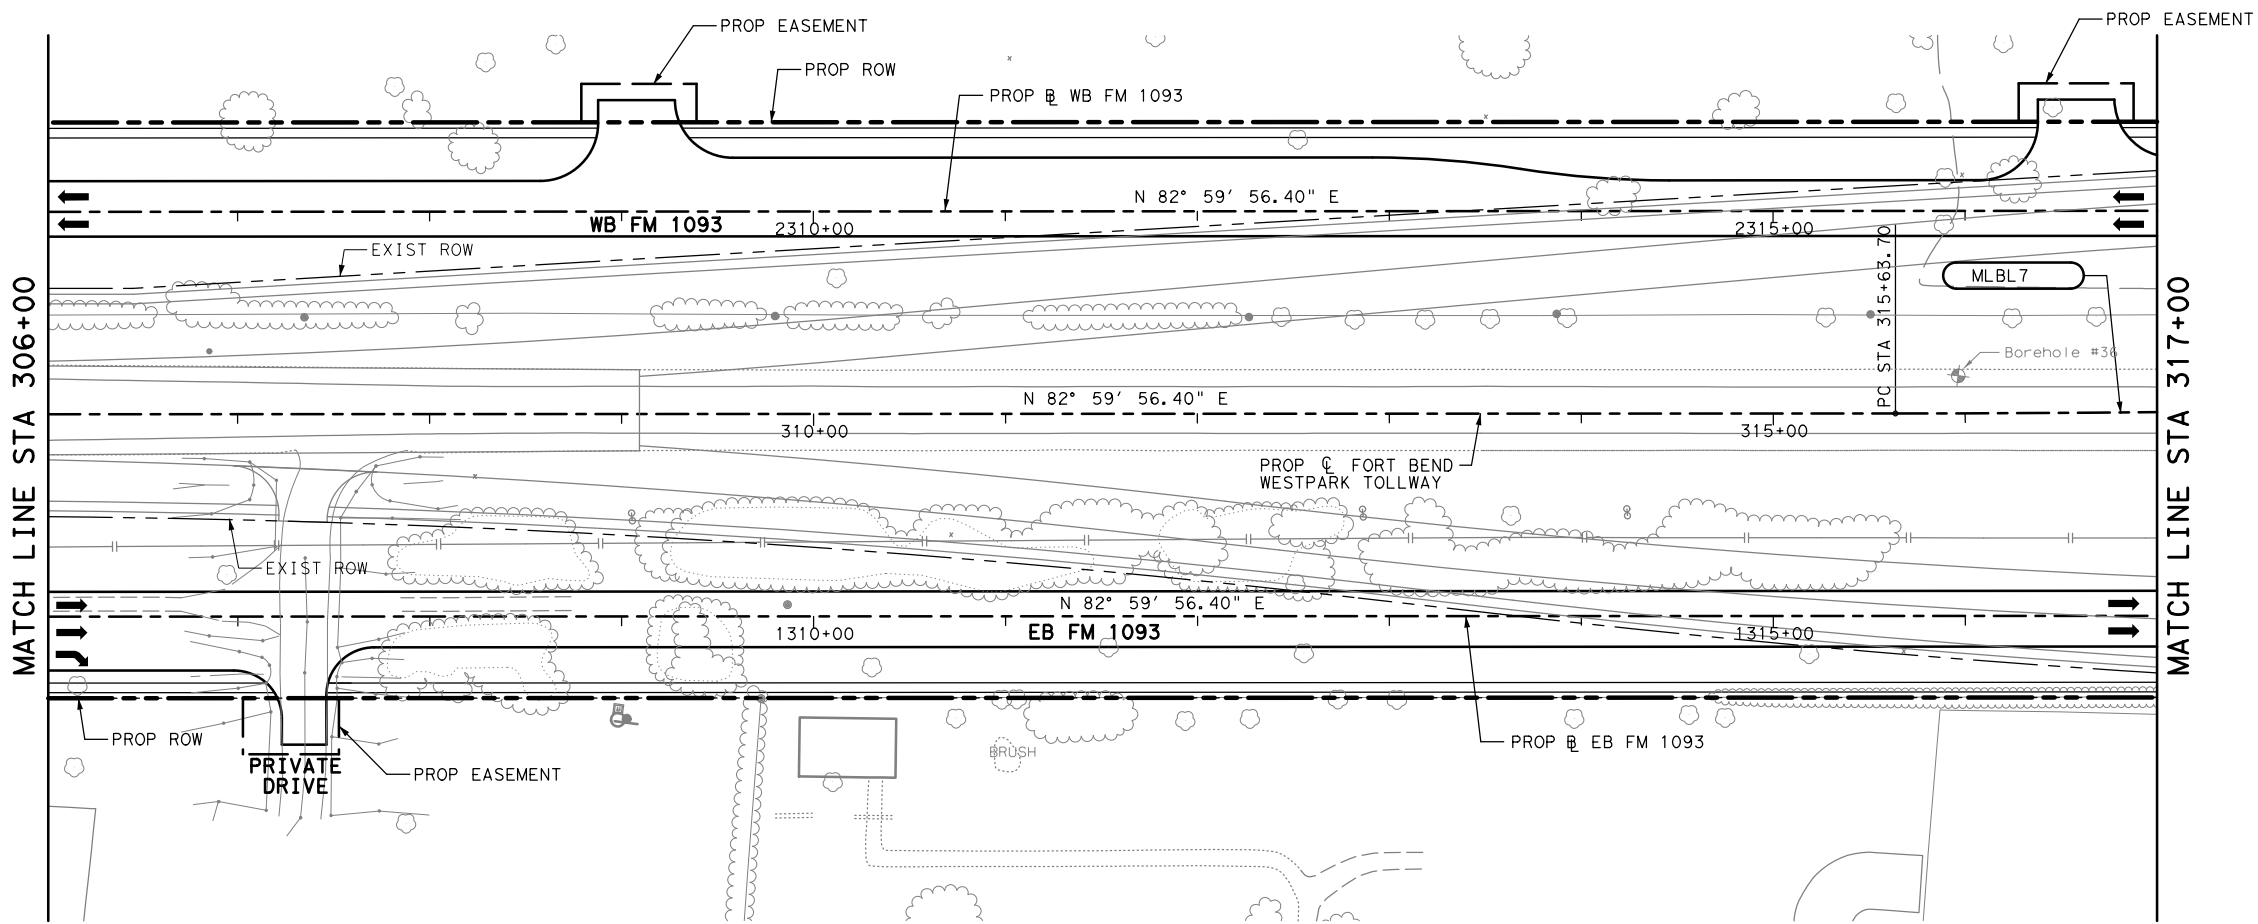 PROP EASEMENT
PROP EASEMENT
PROP ROW
PROP ⅊ WB FM 1093
N 82° 59' 56.40" E
WB FM 1093
2310+00
2315+00
EXIST ROW
MATCH LINE STA 306+00
MATCH LINE STA 317+00
PC STA 315+63.70
MLBL7
Borehole #36
N 82° 59' 56.40" E
310+00
315+00
PROP ℄ FORT BEND
WESTPARK TOLLWAY
EXIST ROW
N 82° 59' 56.40" E
1310+00
EB FM 1093
1315+00
PROP ROW
PROP ⅊ EB FM 1093
BRUSH
PRIVATE
DRIVE
PROP EASEMENT